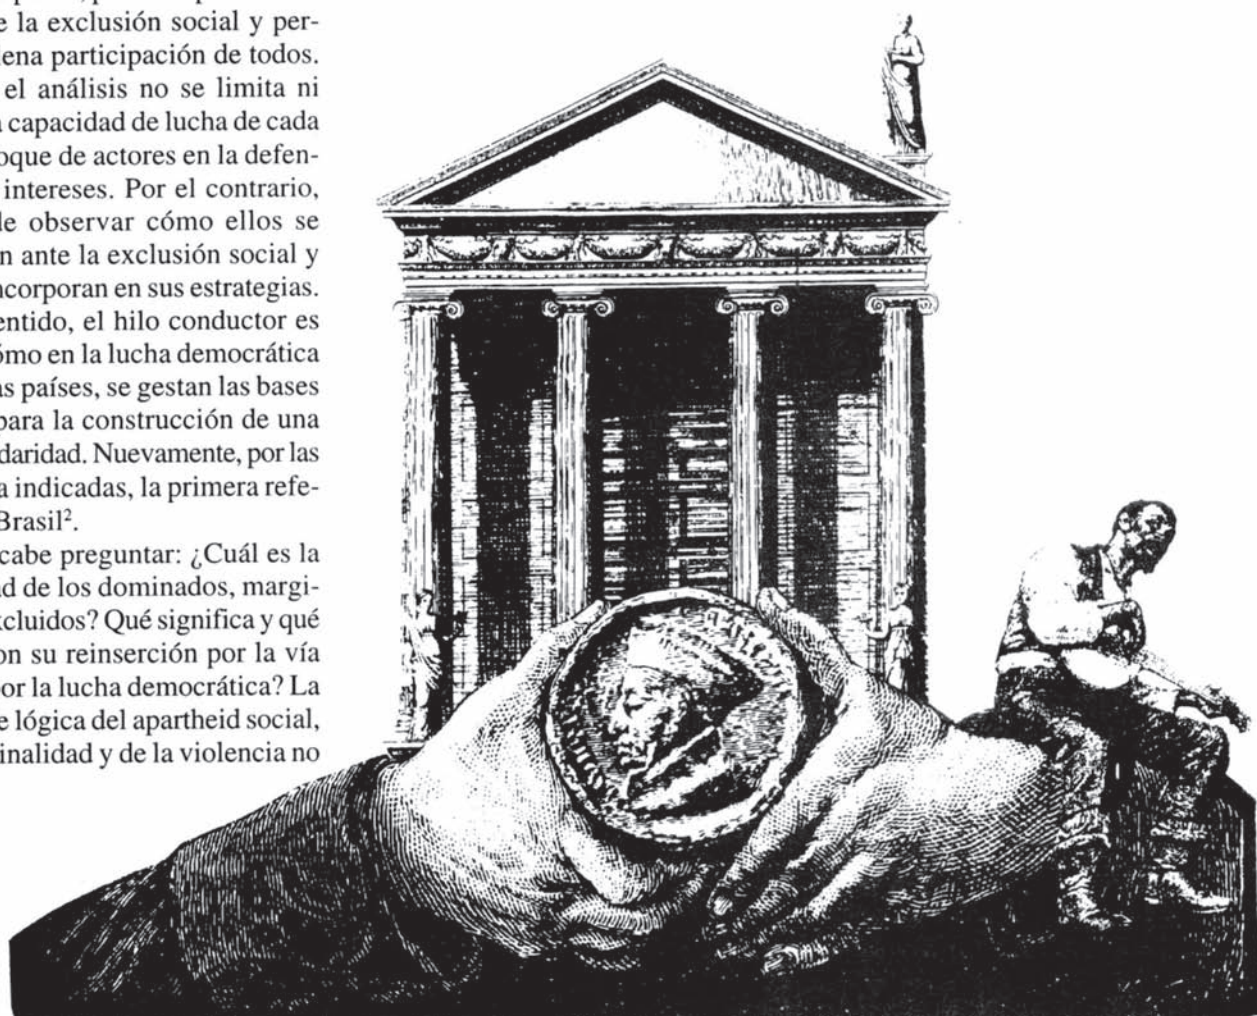 e la exclusión social y per-
ena participación de todos.
el análisis no se limita ni
a capacidad de lucha de cada
oque de actores en la defen-
intereses. Por el contrario,
le observar cómo ellos se
n ante la exclusión social y
ncorporan en sus estrategias.
entido, el hilo conductor es
ómo en la lucha democrática
as países, se gestan las bases
para la construcción de una
daridad. Nuevamente, por las
a indicadas, la primera refe-
Brasil².
cabe preguntar: ¿Cuál es la
d de los dominados, margi-
xcluidos? Qué significa y qué
on su reinserción por la vía
or la lucha democrática? La
e lógica del apartheid social,
inalidad y de la violencia no